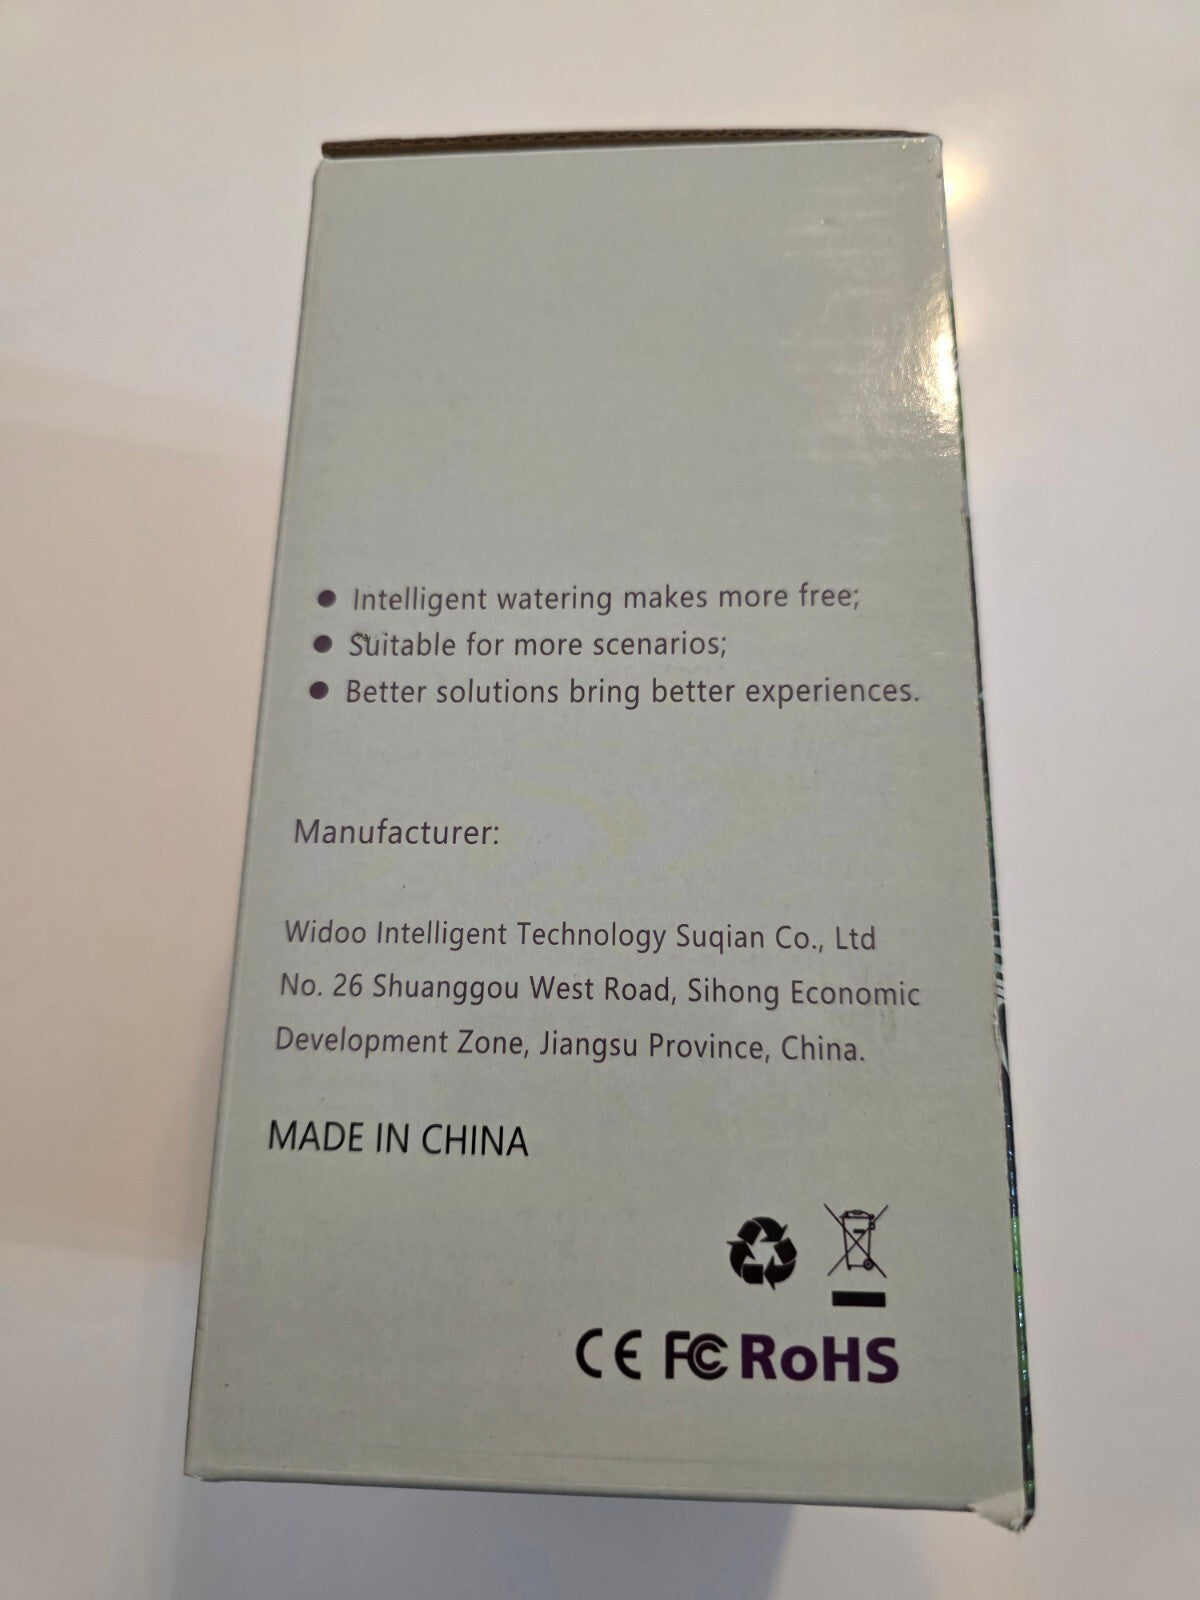 ● Intelligent watering makes more free;
● Suitable for more scenarios;
● Better solutions bring better experiences.
Manufacturer:
Widoo Intelligent Technology Suqian Co., Ltd
No. 26 Shuanggou West Road, Sihong Economic
Development Zone, Jiangsu Province, China.
MADE IN CHINA
CE FC RoHS